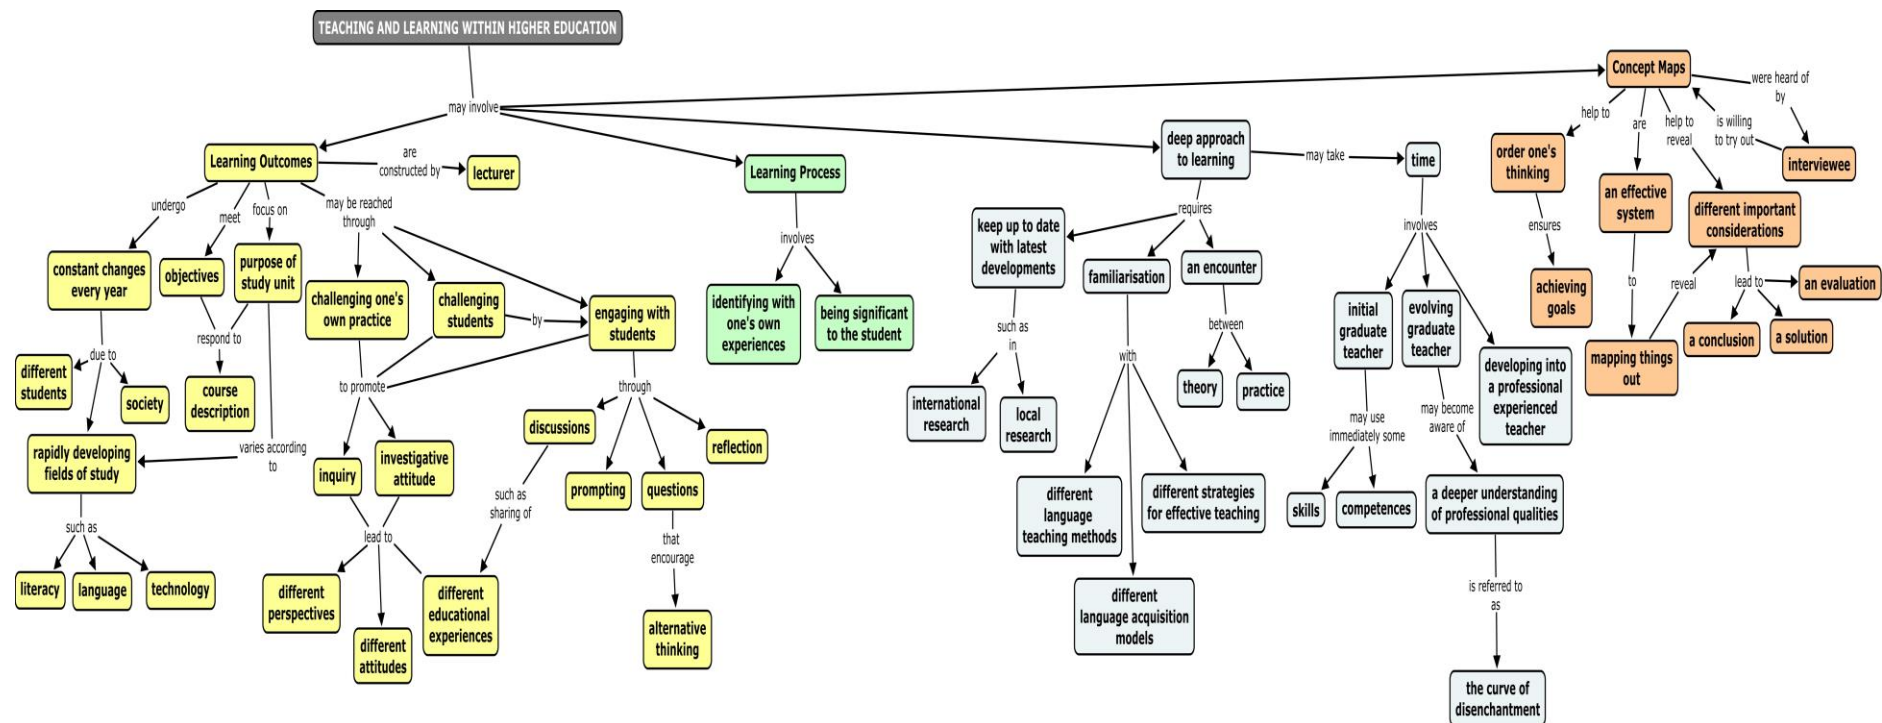 TEACHING AND LEARNING WITHIN HIGHER EDUCATION
may involve
Learning Outcomes
are
constructed by
lecturer
undergo
meet
focus on
may be reached
through
constant changes
every year
objectives
purpose of
study unit
due to
different
students
society
rapidly developing
fields of study
such as
literacy
language
technology
respond to
course
description
varies according
to
challenging one's
own practice
challenging
students
by
engaging with
students
to promote
inquiry
investigative
attitude
lead to
different
perspectives
different
attitudes
different
educational
experiences
through
discussions
prompting
questions
reflection
such as
sharing of
that
encourage
alternative
thinking
Learning Process
involves
identifying with
one's own
experiences
being significant
to the student
deep approach
to learning
may take
time
requires
keep up to date
with latest
developments
familiarisation
an encounter
such as
in
international
research
local
research
with
different
language
teaching methods
different
language acquisition
models
different strategies
for effective teaching
between
theory
practice
involves
initial
graduate
teacher
evolving
graduate
teacher
developing into
a professional
experienced
teacher
may use
immediately some
skills
competences
may become
aware of
a deeper understanding
of professional qualities
is referred to
as
the curve of
disenchantment
Concept Maps
were heard of
by
interviewee
is willing
to try out
help to
are
help to
reveal
order one's
thinking
ensures
achieving
goals
an effective
system
to
mapping things
out
reveal
different important
considerations
lead to
an evaluation
a conclusion
a solution